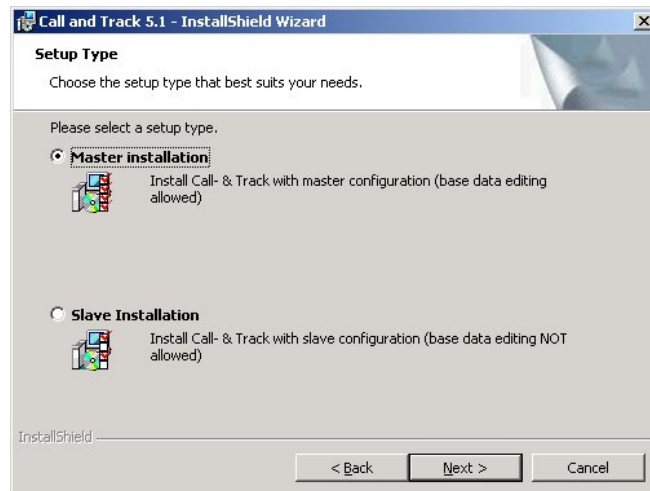 Call and Track 5.1 - InstallShield Wizard
Setup Type
Choose the setup type that best suits your needs.
Please select a setup type.
Master installation
Install Call- & Track with master configuration (base data editing
allowed)
Slave Installation
Install Call- & Track with slave configuration (base data editing NOT
allowed)
InstallShield
< Back Next > Cancel